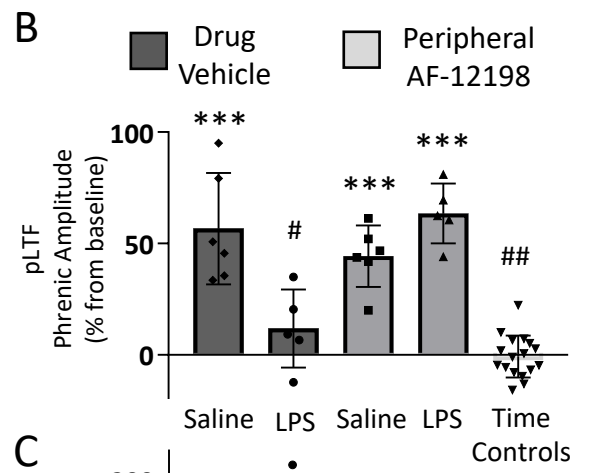 B
Drug
Vehicle
Peripheral
AF-12198
pLTF
Phrenic Amplitude
(% from baseline)
100
50
0
***
#
***
***
##
Saline
LPS
Saline
LPS
Time
Controls
C